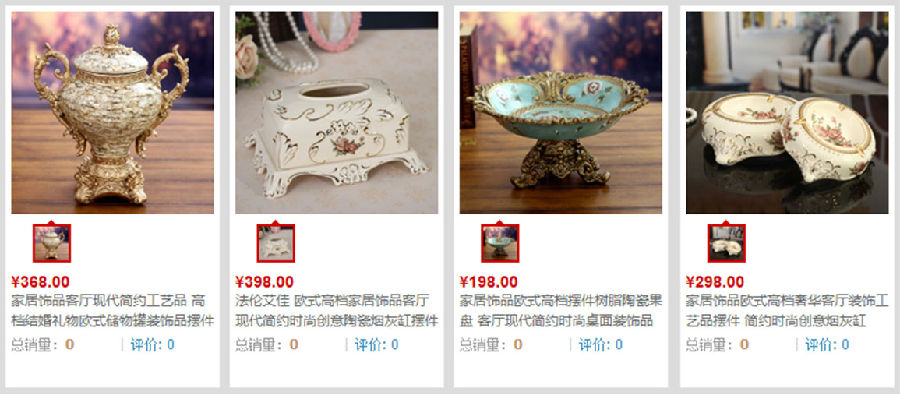 ¥368.00
家居饰品客厅现代简约工艺品 高
档结婚礼物欧式储物罐装饰品摆件
总销量：0 | 评价: 0
¥398.00
法伦艾佳 欧式高档家居饰品客厅
现代简约时尚创意陶瓷烟灰缸摆件
总销量：0 | 评价: 0
¥198.00
家居饰品欧式高档摆件树脂陶瓷果
盘 客厅现代简约时尚桌面装饰品
总销量：0 | 评价: 0
¥298.00
家居饰品欧式高档奢华客厅装饰工
艺品摆件 简约时尚创意烟灰缸
总销量：0 | 评价: 0